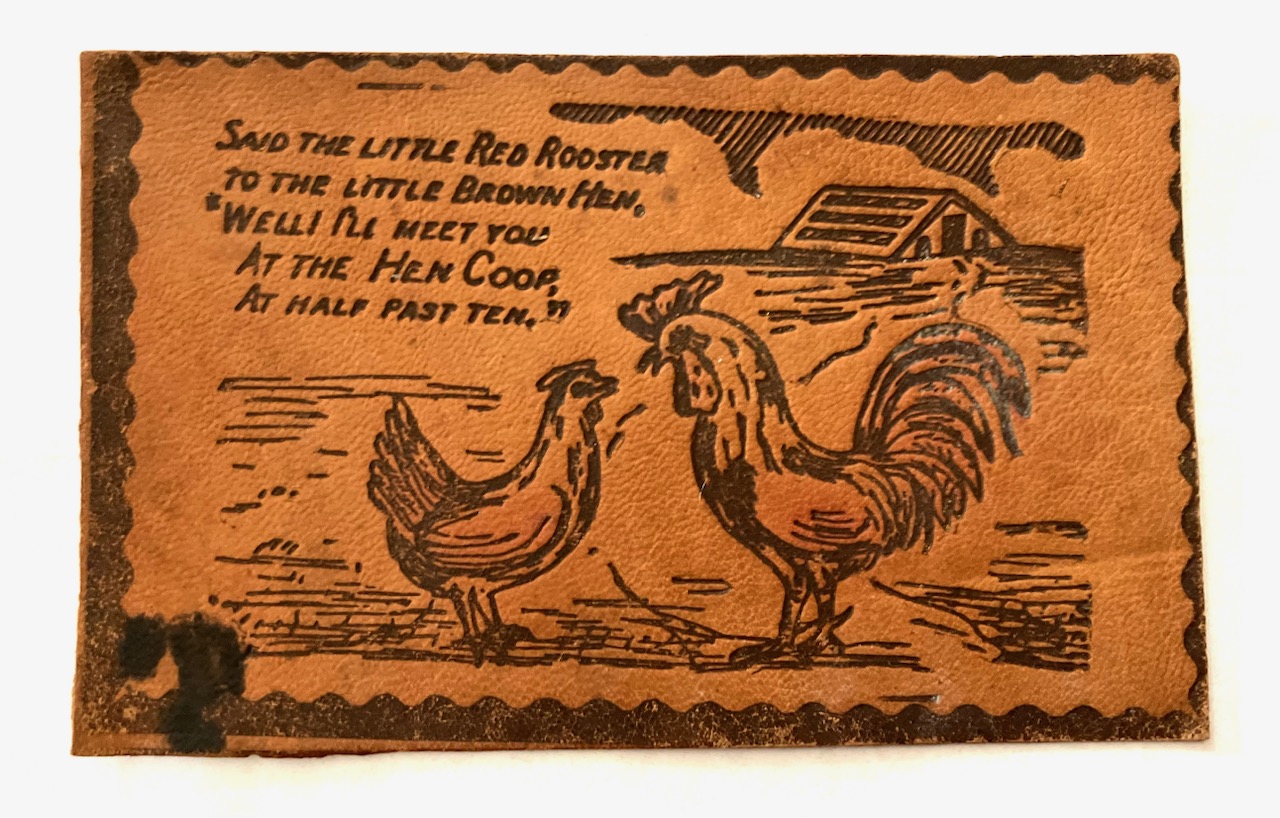 SAID THE LITTLE RED ROOSTER
TO THE LITTLE BROWN HEN,
"WELL! I'LL MEET YOU
AT THE HEN COOP,
AT HALF PAST TEN."